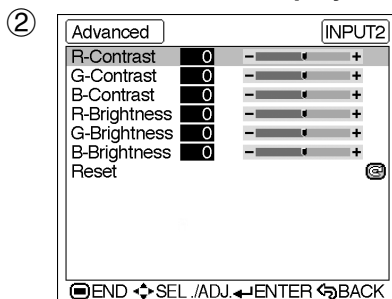 ②
Advanced INPUT2
R-Contrast 0 - +
G-Contrast 0 - +
B-Contrast 0 - +
R-Brightness 0 - +
G-Brightness 0 - +
B-Brightness 0 - +
Reset
END SEL./ADJ. ENTER BACK